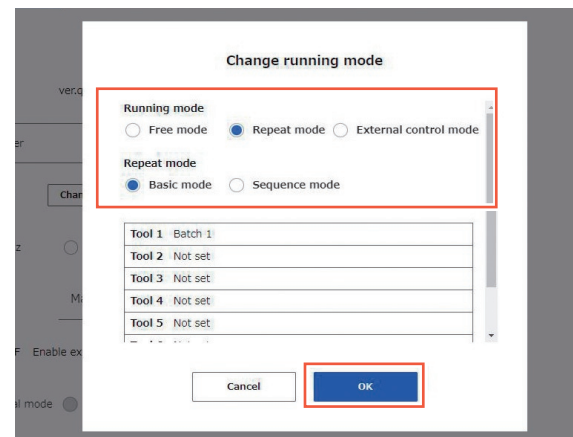 Change running mode
ver.
Running mode
Free mode Repeat mode External control mode
er
Repeat mode
Basic mode Sequence mode
Chan
Tool 1 Batch 1
Tool 2 Not set
z
Tool 3 Not set
Tool 4 Not set
Ma
Tool 5 Not set
F Enable ex
Cancel OK
al mode